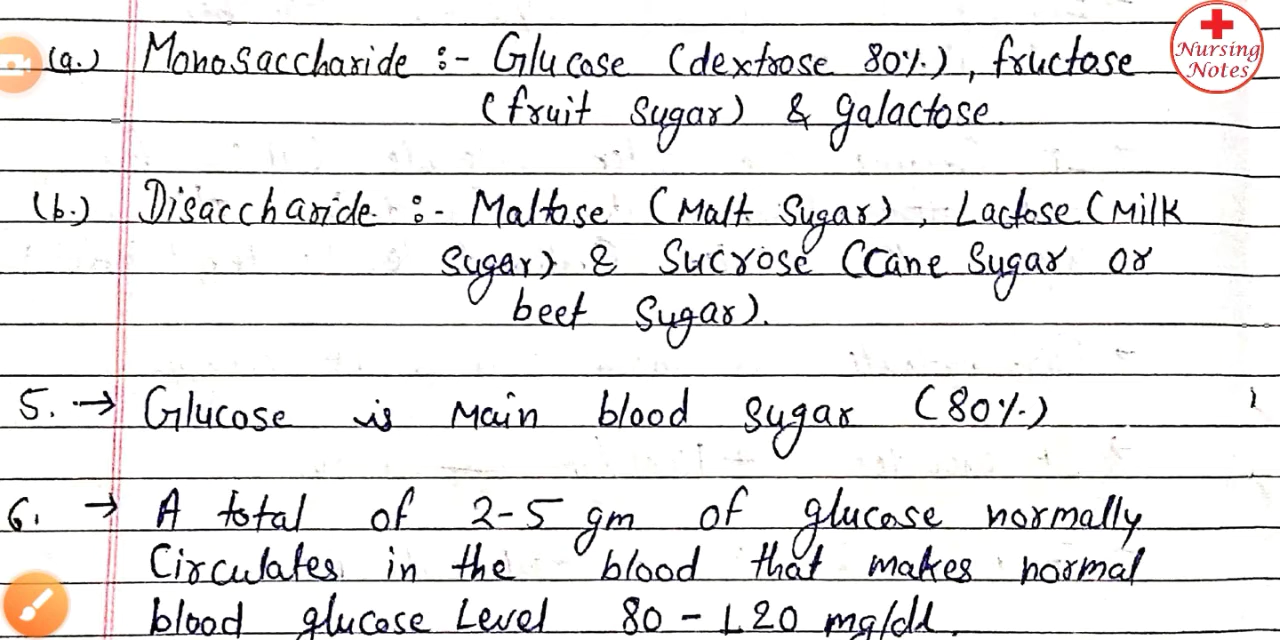 (a.) Monosaccharide :- Glucose (dextrose 80%), fructose
(fruit sugar) & galactose.
(b.) Disaccharide :- Maltose (Malt Sugar), Lactose (Milk
sugar) & Sucrose (Cane Sugar or
beet sugar).
5. → Glucose is Main blood sugar (80%)
6. → A total of 2-5 gm of glucose normally
Circulates in the blood that makes normal
blood glucose Level 80 - 120 mg/dl.
Nursing
Notes